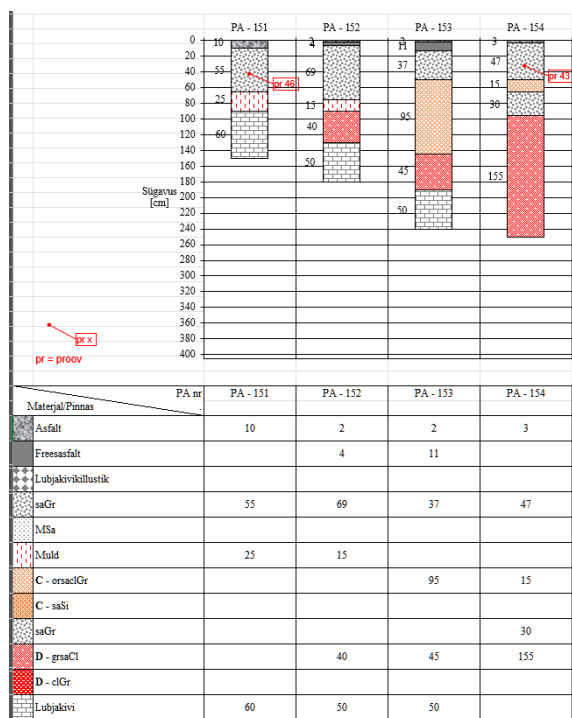 PA - 151 PA - 152 PA - 153 PA - 154
0
20
40
60
80
100
120
140
160
180
200
220
240
260
280
300
320
340
360
380
400
Sügavus
[cm]
10
55
25
60
2
4
69
15
40
50
2
11
37
95
45
50
3
47
15
30
155
pr 46
pr 43
pr x
pr = proov
PA nr PA - 151 PA - 152 PA - 153 PA - 154
Materjal/Pinnas
Asfalt 10 2 2 3
Freesasfalt 4 11
Lubjakivikillustik
saGr 55 69 37 47
MSa
Muld 25 15
C - orsaclGr 95 15
C - saSi
saGr 30
D - grsaCl 40 45 155
D - clGr
Lubjakivi 60 50 50